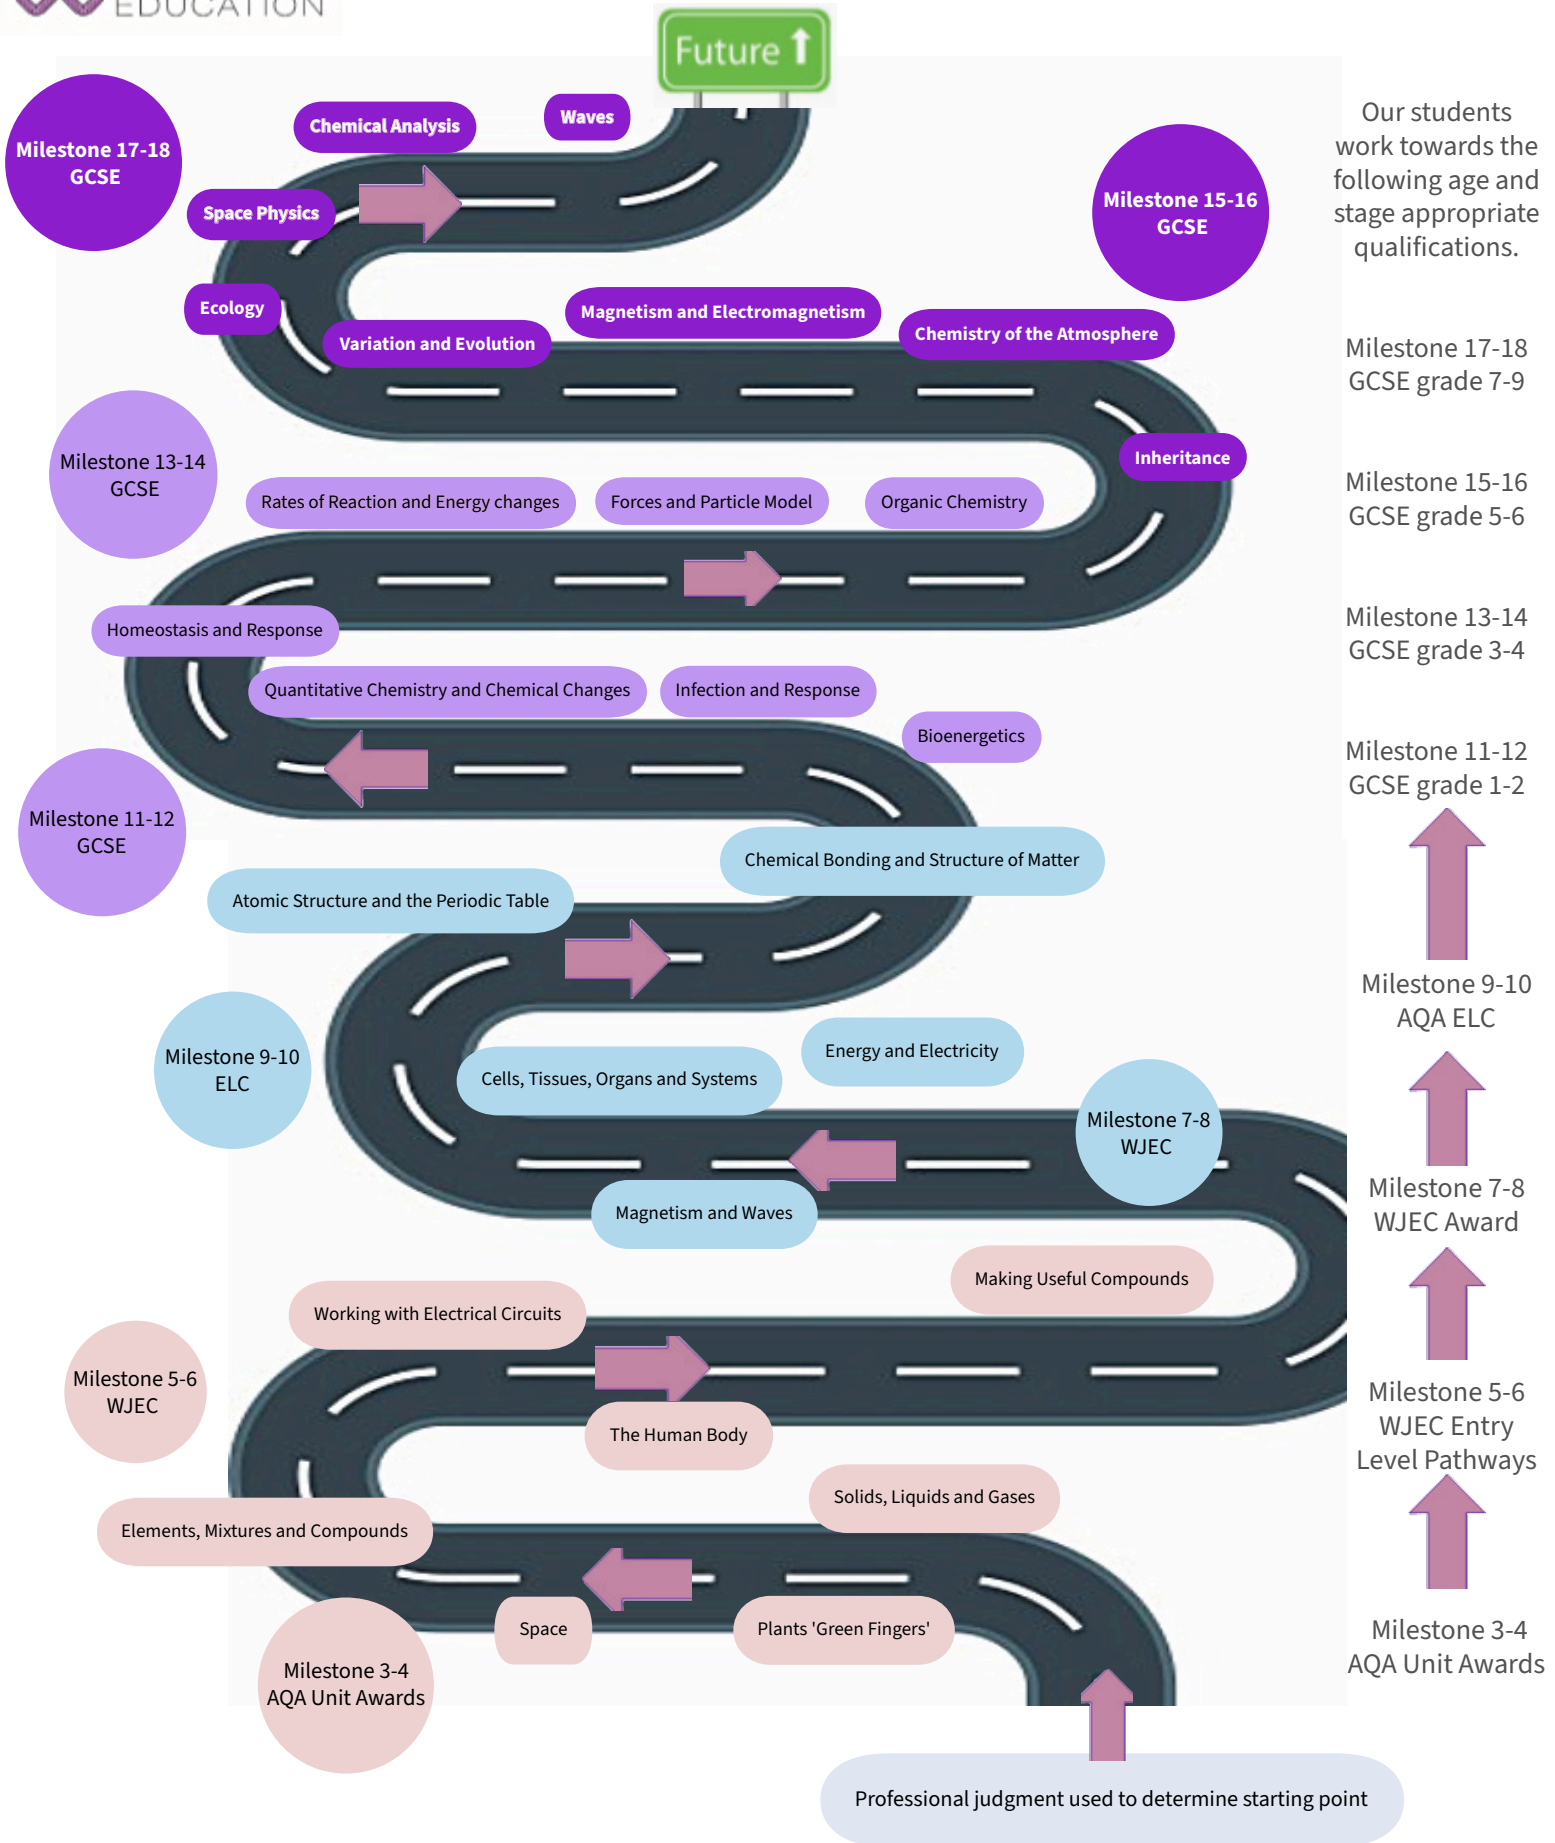 EDUCATION
Future
Chemical Analysis
Waves
Milestone 17-18
GCSE
Space Physics
Milestone 15-16
GCSE
Ecology
Variation and Evolution
Magnetism and Electromagnetism
Chemistry of the Atmosphere
Inheritance
Milestone 13-14
GCSE
Rates of Reaction and Energy changes
Forces and Particle Model
Organic Chemistry
Homeostasis and Response
Quantitative Chemistry and Chemical Changes
Infection and Response
Bioenergetics
Milestone 11-12
GCSE
Chemical Bonding and Structure of Matter
Atomic Structure and the Periodic Table
Milestone 9-10
ELC
Cells, Tissues, Organs and Systems
Energy and Electricity
Milestone 7-8
WJEC
Magnetism and Waves
Making Useful Compounds
Working with Electrical Circuits
Milestone 5-6
WJEC
The Human Body
Solids, Liquids and Gases
Elements, Mixtures and Compounds
Space
Plants 'Green Fingers'
Milestone 3-4
AQA Unit Awards
Professional judgment used to determine starting point
Our students
work towards the
following age and
stage appropriate
qualifications.
Milestone 17-18
GCSE grade 7-9
Milestone 15-16
GCSE grade 5-6
Milestone 13-14
GCSE grade 3-4
Milestone 11-12
GCSE grade 1-2
Milestone 9-10
AQA ELC
Milestone 7-8
WJEC Award
Milestone 5-6
WJEC Entry
Level Pathways
Milestone 3-4
AQA Unit Awards